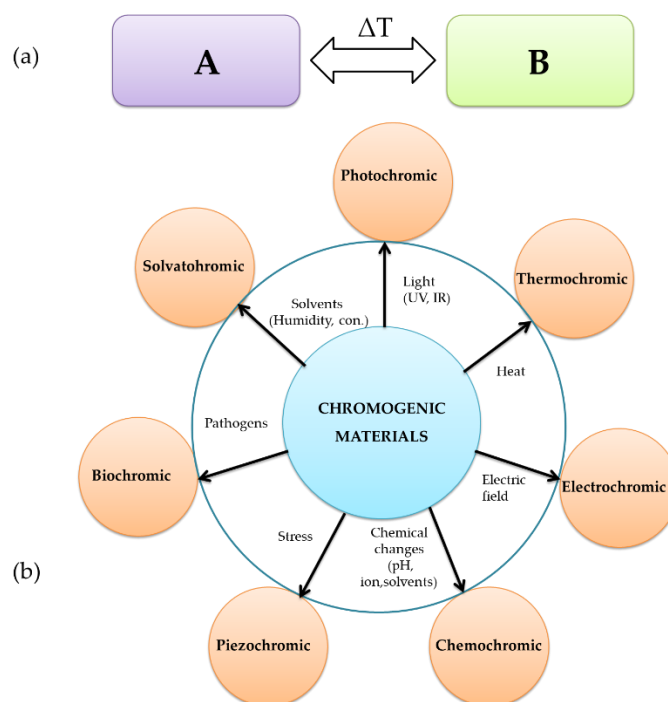 ΔT
(a)
A
B
Photochromic
Solvatohromic
Thermochromic
Light
(UV, IR)
Solvents
(Humidity, con.)
Heat
CHROMOGENIC
MATERIALS
Pathogens
Biochromic
Electric
field
Electrochromic
Stress
Chemical
changes
(pH,
ion,solvents)
(b)
Piezochromic
Chemochromic